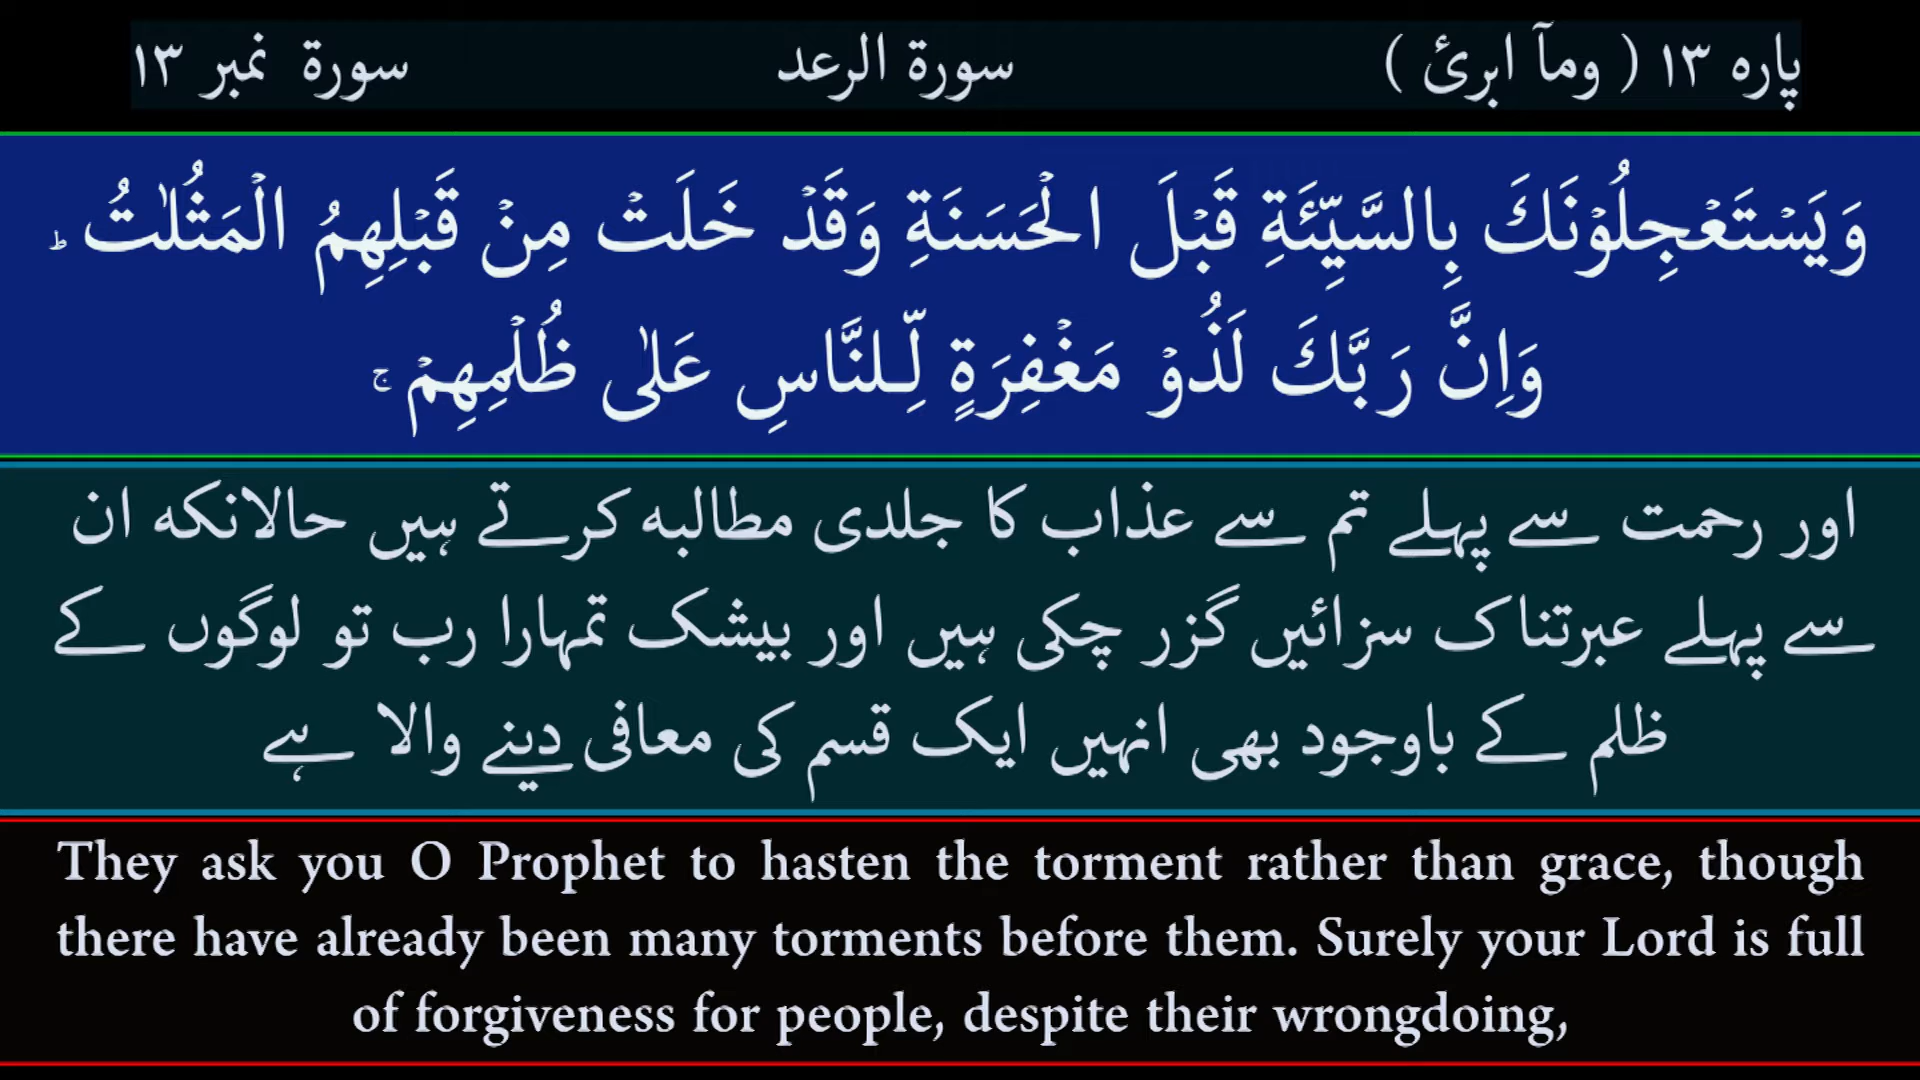 پارہ ۱۳ ( ومآ ابرئ ) سورۃ الرعد سورۃ نمبر ۱۳
وَيَسۡتَعۡجِلُوۡنَكَ بِالسَّيِّئَةِ قَبۡلَ الۡحَسَنَةِ وَقَدۡ خَلَتۡ مِنۡ قَبۡلِهِمُ الۡمَثُلٰتُ‌ ؕ
وَاِنَّ رَبَّكَ لَذُوۡ مَغۡفِرَةٍ لِّـلنَّاسِ عَلٰى ظُلۡمِهِمۡ‌ ۚ
اور رحمت سے پہلے تم سے عذاب کا جلدی مطالبہ کرتے ہیں حالانکہ ان
سے پہلے عبرتناک سزائیں گزر چکی ہیں اور بیشک تمہارا رب تو لوگوں کے
ظلم کے باوجود بھی انہیں ایک قسم کی معافی دینے والا ہے
They ask you O Prophet to hasten the torment rather than grace, though
there have already been many torments before them. Surely your Lord is full
of forgiveness for people, despite their wrongdoing,